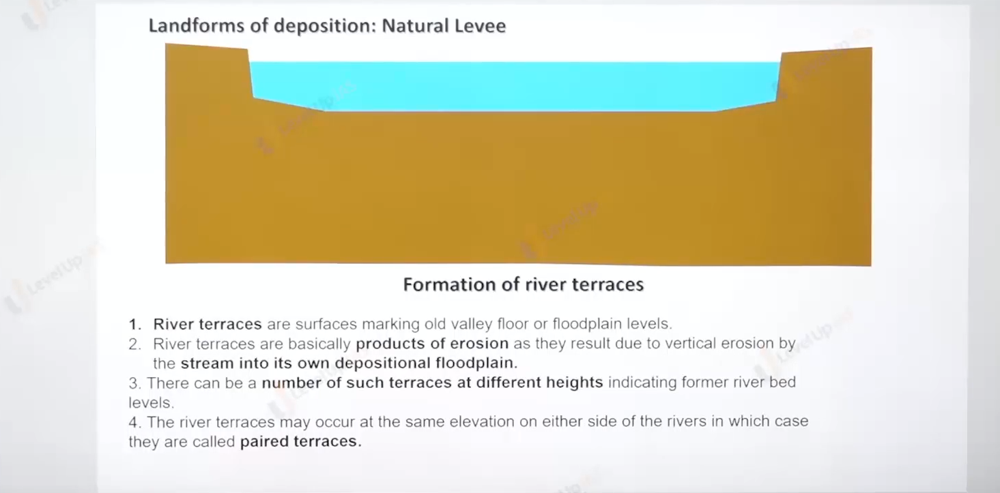 Landforms of deposition: Natural Levee
Formation of river terraces
1. River terraces are surfaces marking old valley floor or floodplain levels.
2. River terraces are basically products of erosion as they result due to vertical erosion by
the stream into its own depositional floodplain.
3. There can be a number of such terraces at different heights indicating former river bed
levels.
4. The river terraces may occur at the same elevation on either side of the rivers in which case
they are called paired terraces.
LevelUp
LevelUp